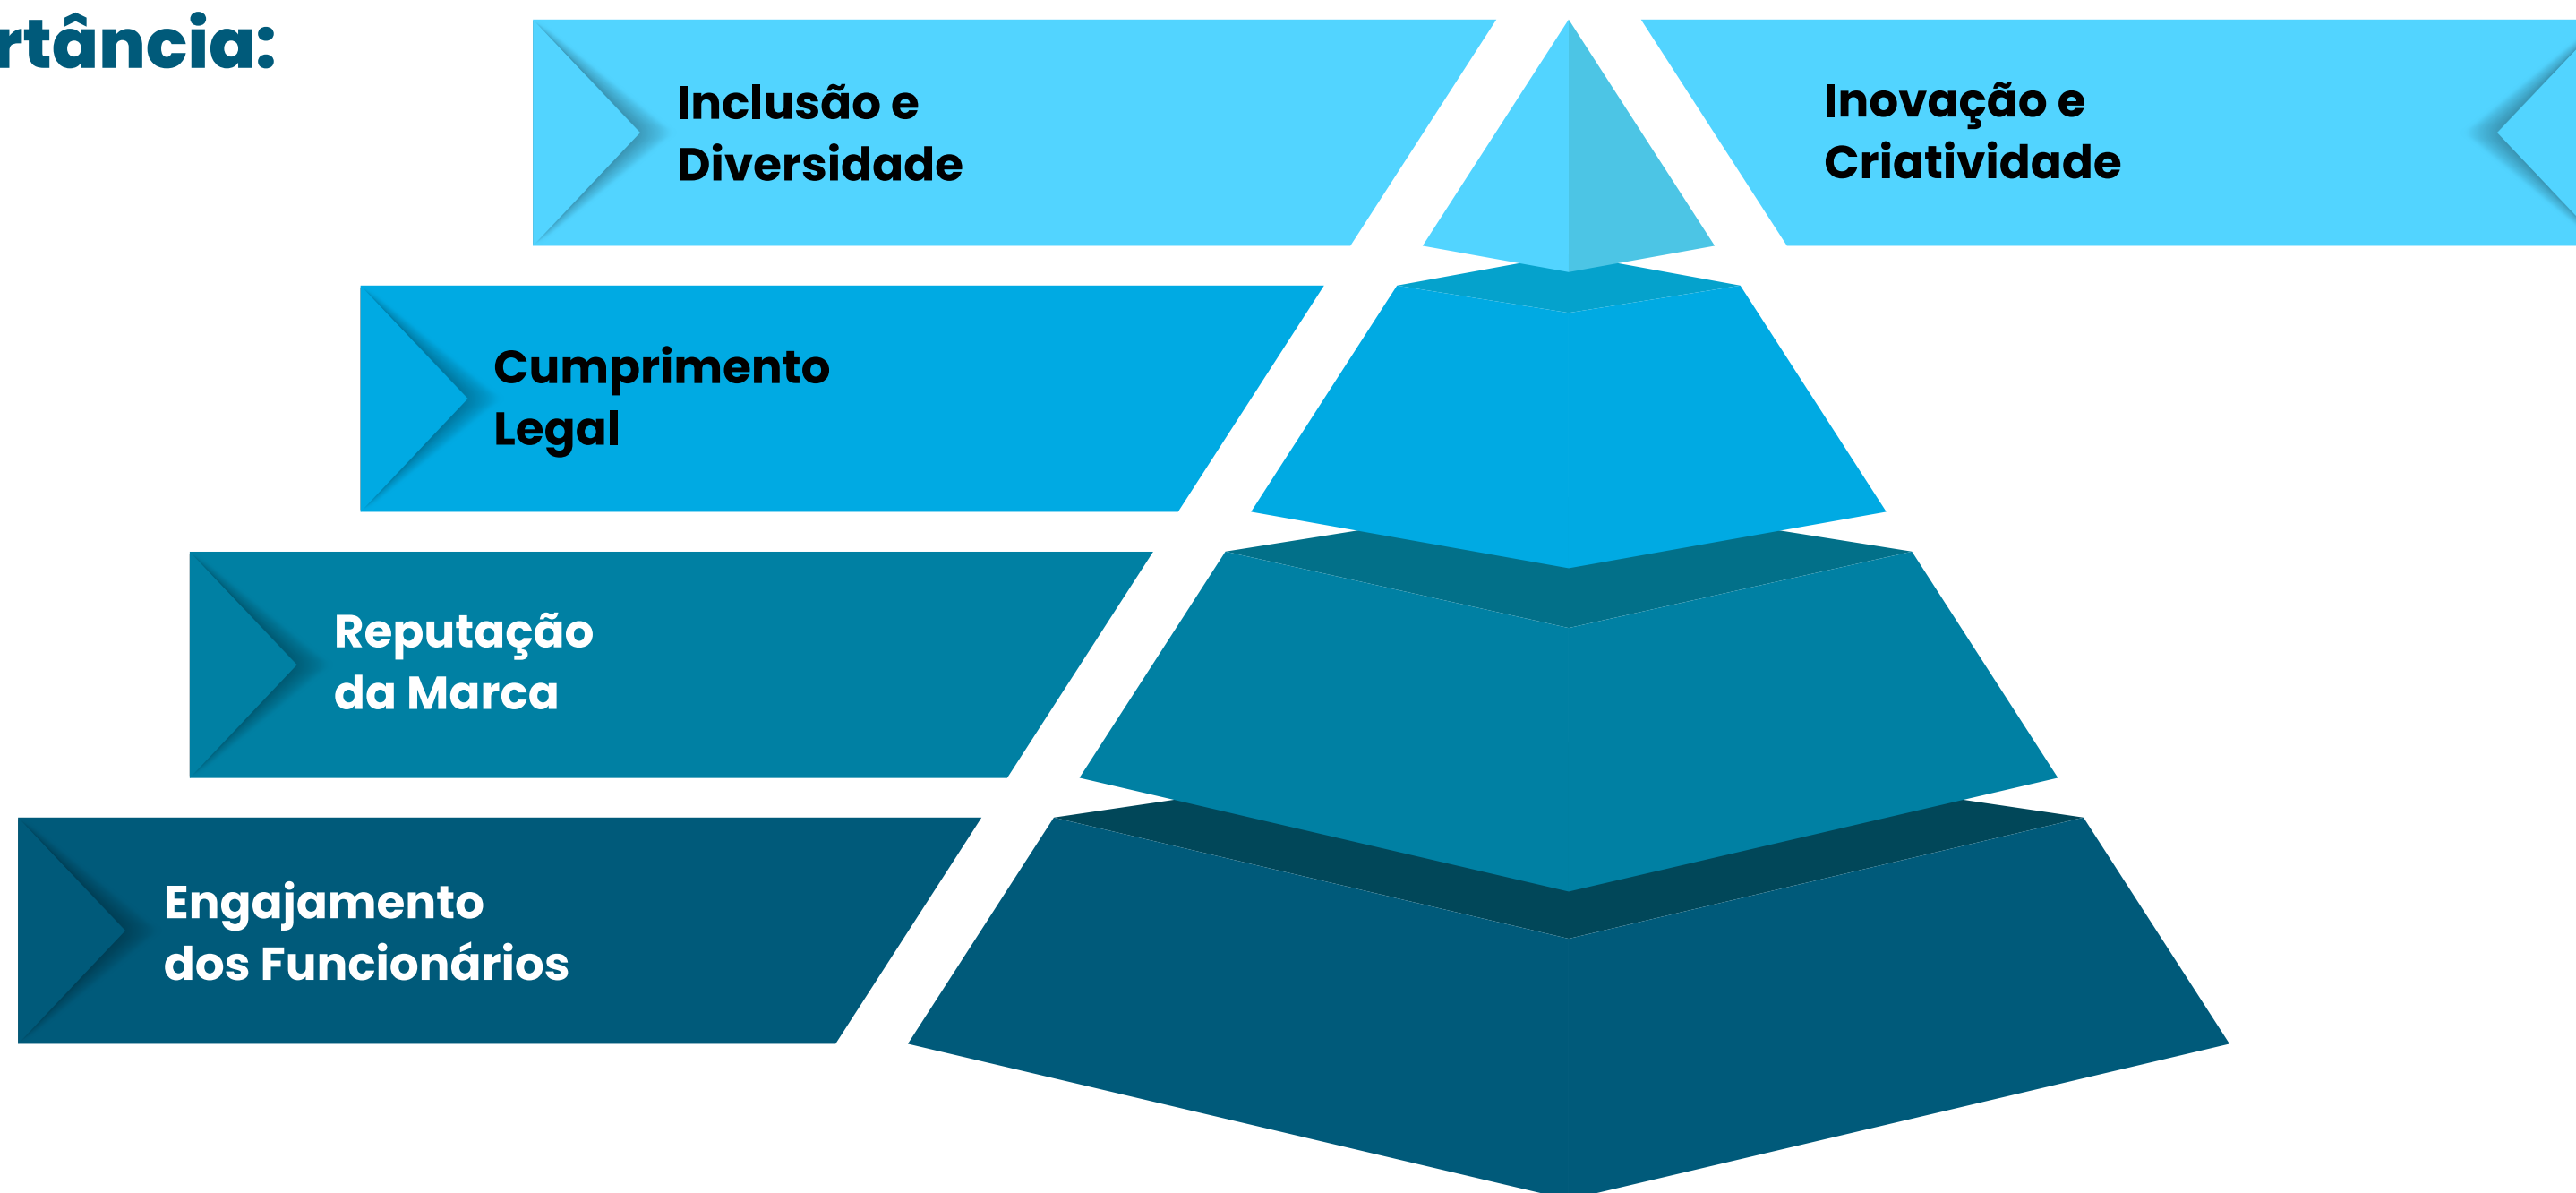 rtância:
Inclusão e
Diversidade
Inovação e
Criatividade
Cumprimento
Legal
Reputação
da Marca
Engajamento
dos Funcionários